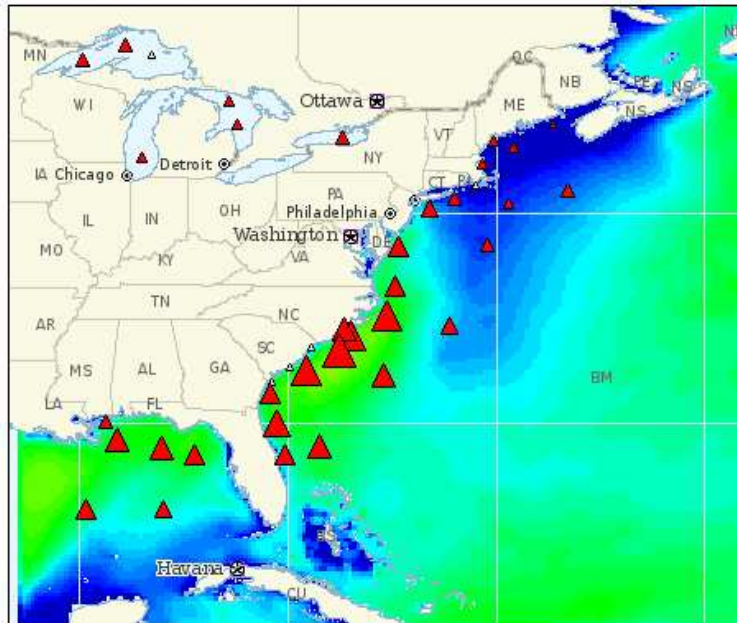 MN
QC
NB
PE
NS
NS
Ottawa
ME
WI
VT
NY
IA
Chicago
Detroit
CT
PA
IL
IN
OH
Philadelphia
Washington
DE
MO
VA
KY
TN
NC
AR
SC
MS
AL
GA
BM
LA
FL
BS
Havana
CU